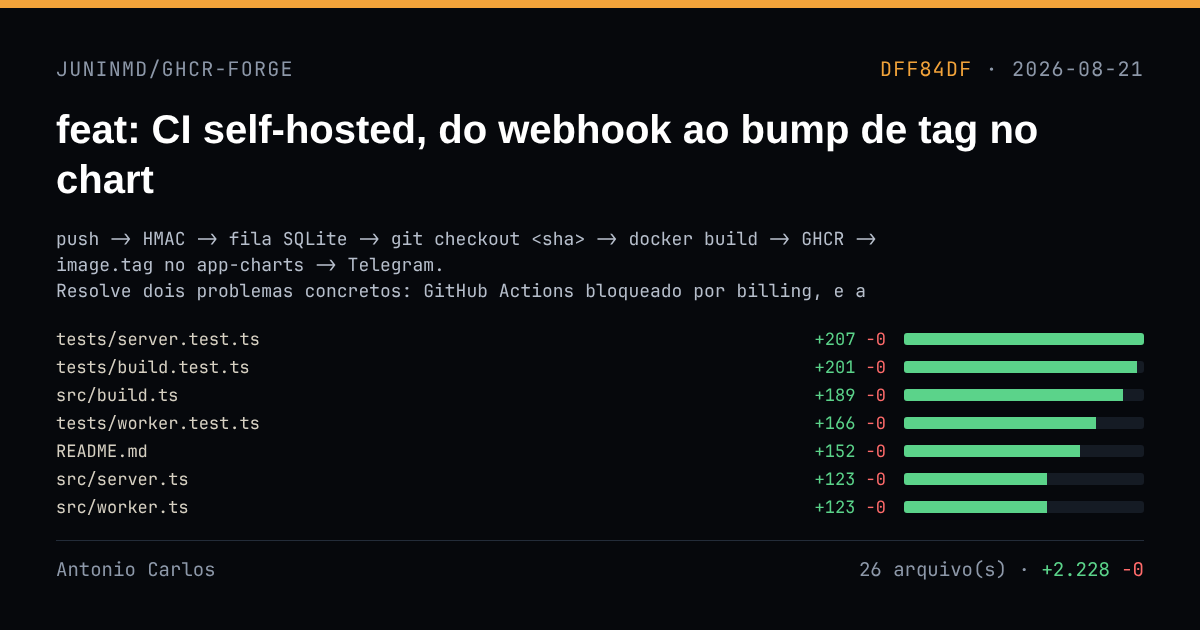 JUNINMD/GHCR-FORGE DFF84DF · 2026-08-21
feat: CI self-hosted, do webhook ao bump de tag no
chart
push → HMAC → fila SQLite → git checkout <sha> → docker build → GHCR →
image.tag no app-charts → Telegram.
Resolve dois problemas concretos: GitHub Actions bloqueado por billing, e a
tests/server.test.ts +207 -0
tests/build.test.ts +201 -0
src/build.ts +189 -0
tests/worker.test.ts +166 -0
README.md +152 -0
src/server.ts +123 -0
src/worker.ts +123 -0
Antonio Carlos 26 arquivo(s) · +2.228 -0